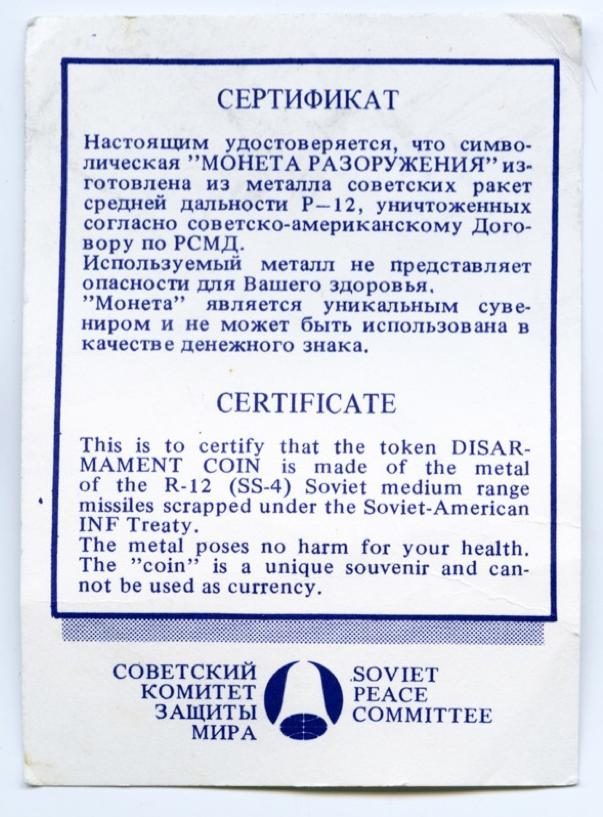 СЕРТИФИКАТ
Настоящим удостоверяется, что симво-
лическая "МОНЕТА РАЗОРУЖЕНИЯ" из-
готовлена из металла советских ракет
средней дальности Р—12, уничтоженных
согласно советско-американскому Дого-
вору по РСМД.
Используемый металл не представляет
опасности для Вашего здоровья.
"Монета" является уникальным суве-
ниром и не может быть использована в
качестве денежного знака.
CERTIFICATE
This is to certify that the token DISAR-
MAMENT COIN is made of the metal
of the R-12 (SS-4) Soviet medium range
missiles scrapped under the Soviet-American
INF Treaty.
The metal poses no harm for your health.
The "coin" is a unique souvenir and can-
not be used as currency.
СОВЕТСКИЙ
КОМИТЕТ
ЗАЩИТЫ
МИРА
SOVIET
PEACE
COMMITTEE